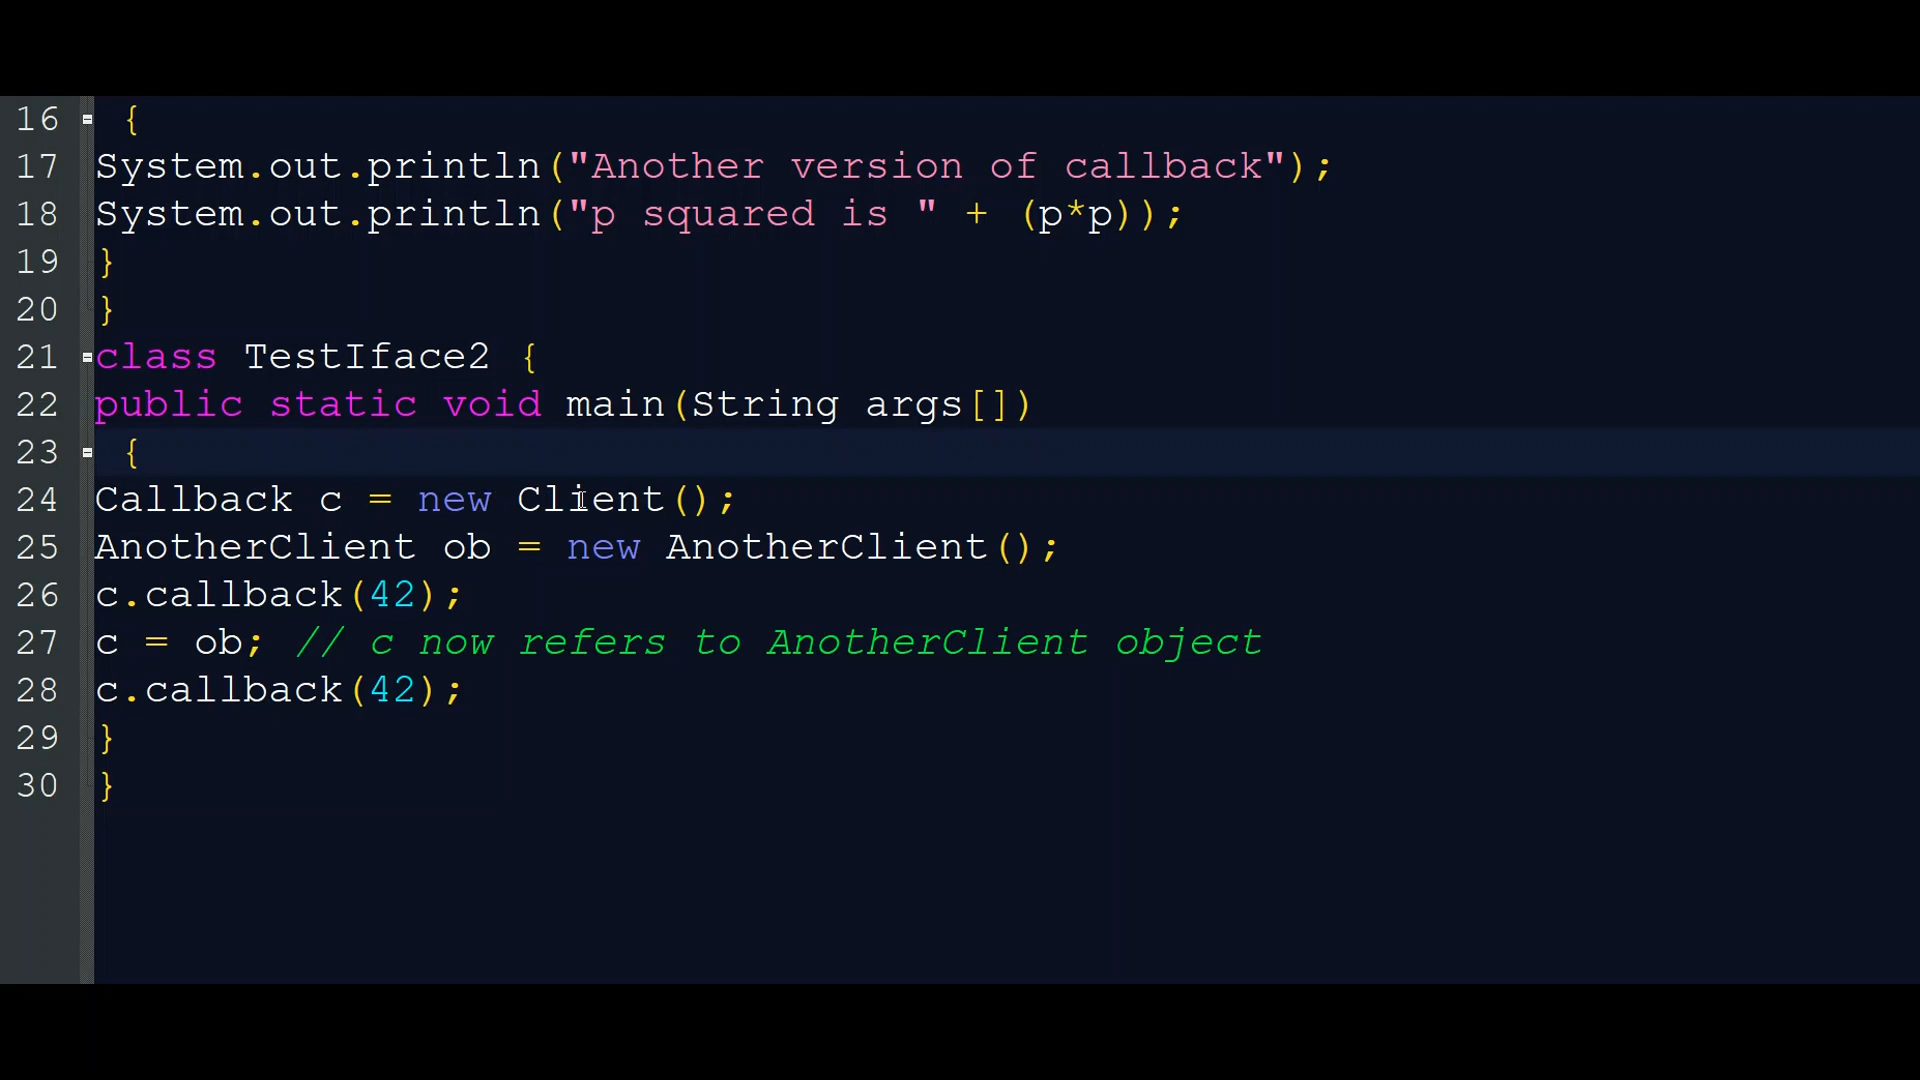 16 {
17 System.out.println("Another version of callback");
18 System.out.println("p squared is " + (p*p));
19 }
20 }
21 class TestIface2 {
22 public static void main(String args[])
23 {
24 Callback c = new Client();
25 AnotherClient ob = new AnotherClient();
26 c.callback(42);
27 c = ob; // c now refers to AnotherClient object
28 c.callback(42);
29 }
30 }